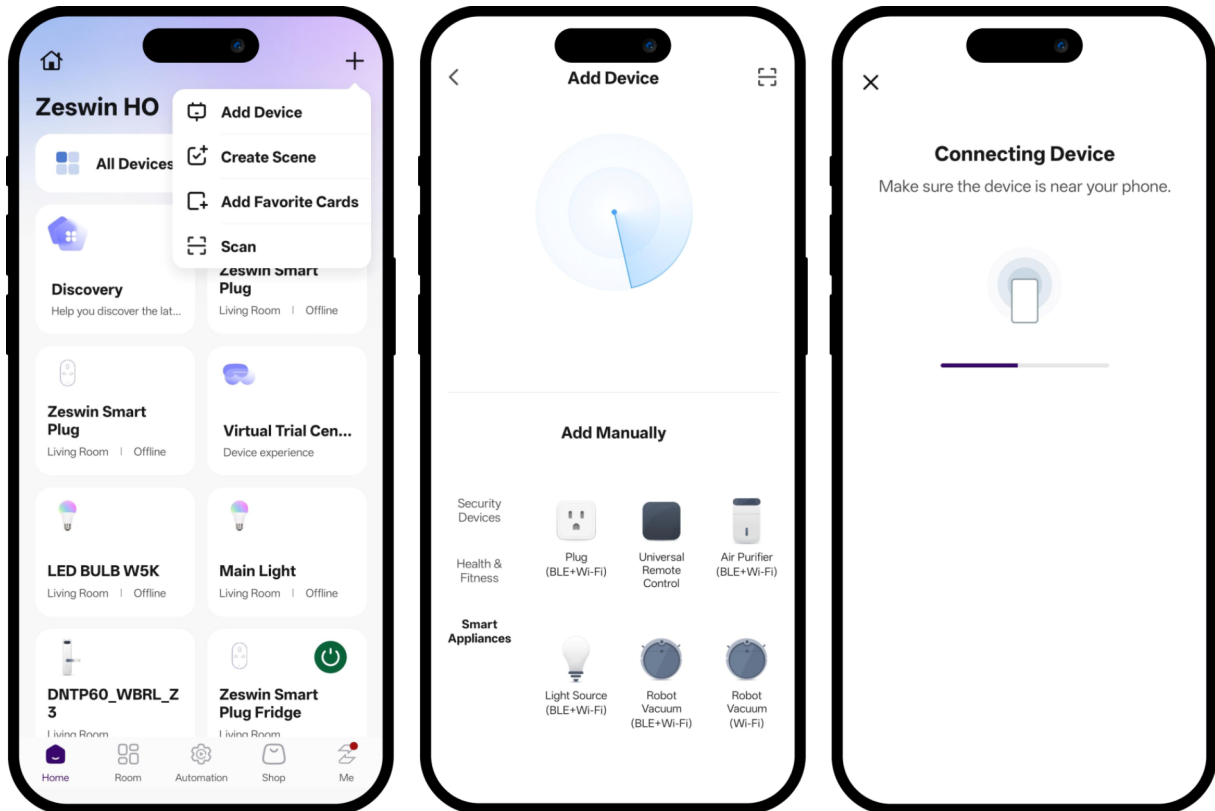 Zeswin HO
Add Device
Create Scene
Add Favorite Cards
Scan
All Devices
Discovery
Help you discover the lat...
Zeswin Smart
Plug
Living Room | Offline
Zeswin Smart
Plug
Living Room | Offline
Virtual Trial Cen...
Device experience
LED BULB W5K
Living Room | Offline
Main Light
Living Room | Offline
DNTP60_WBRL_Z
3
Living Room
Zeswin Smart
Plug Fridge
Living Room
Home
Room
Automation
Shop
Me
Add Device
Add Manually
Security
Devices
Health &
Fitness
Smart
Appliances
Plug
(BLE+Wi-Fi)
Universal
Remote
Control
Air Purifier
(BLE+Wi-Fi)
Light Source
(BLE+Wi-Fi)
Robot
Vacuum
(BLE+Wi-Fi)
Robot
Vacuum
(Wi-Fi)
Connecting Device
Make sure the device is near your phone.